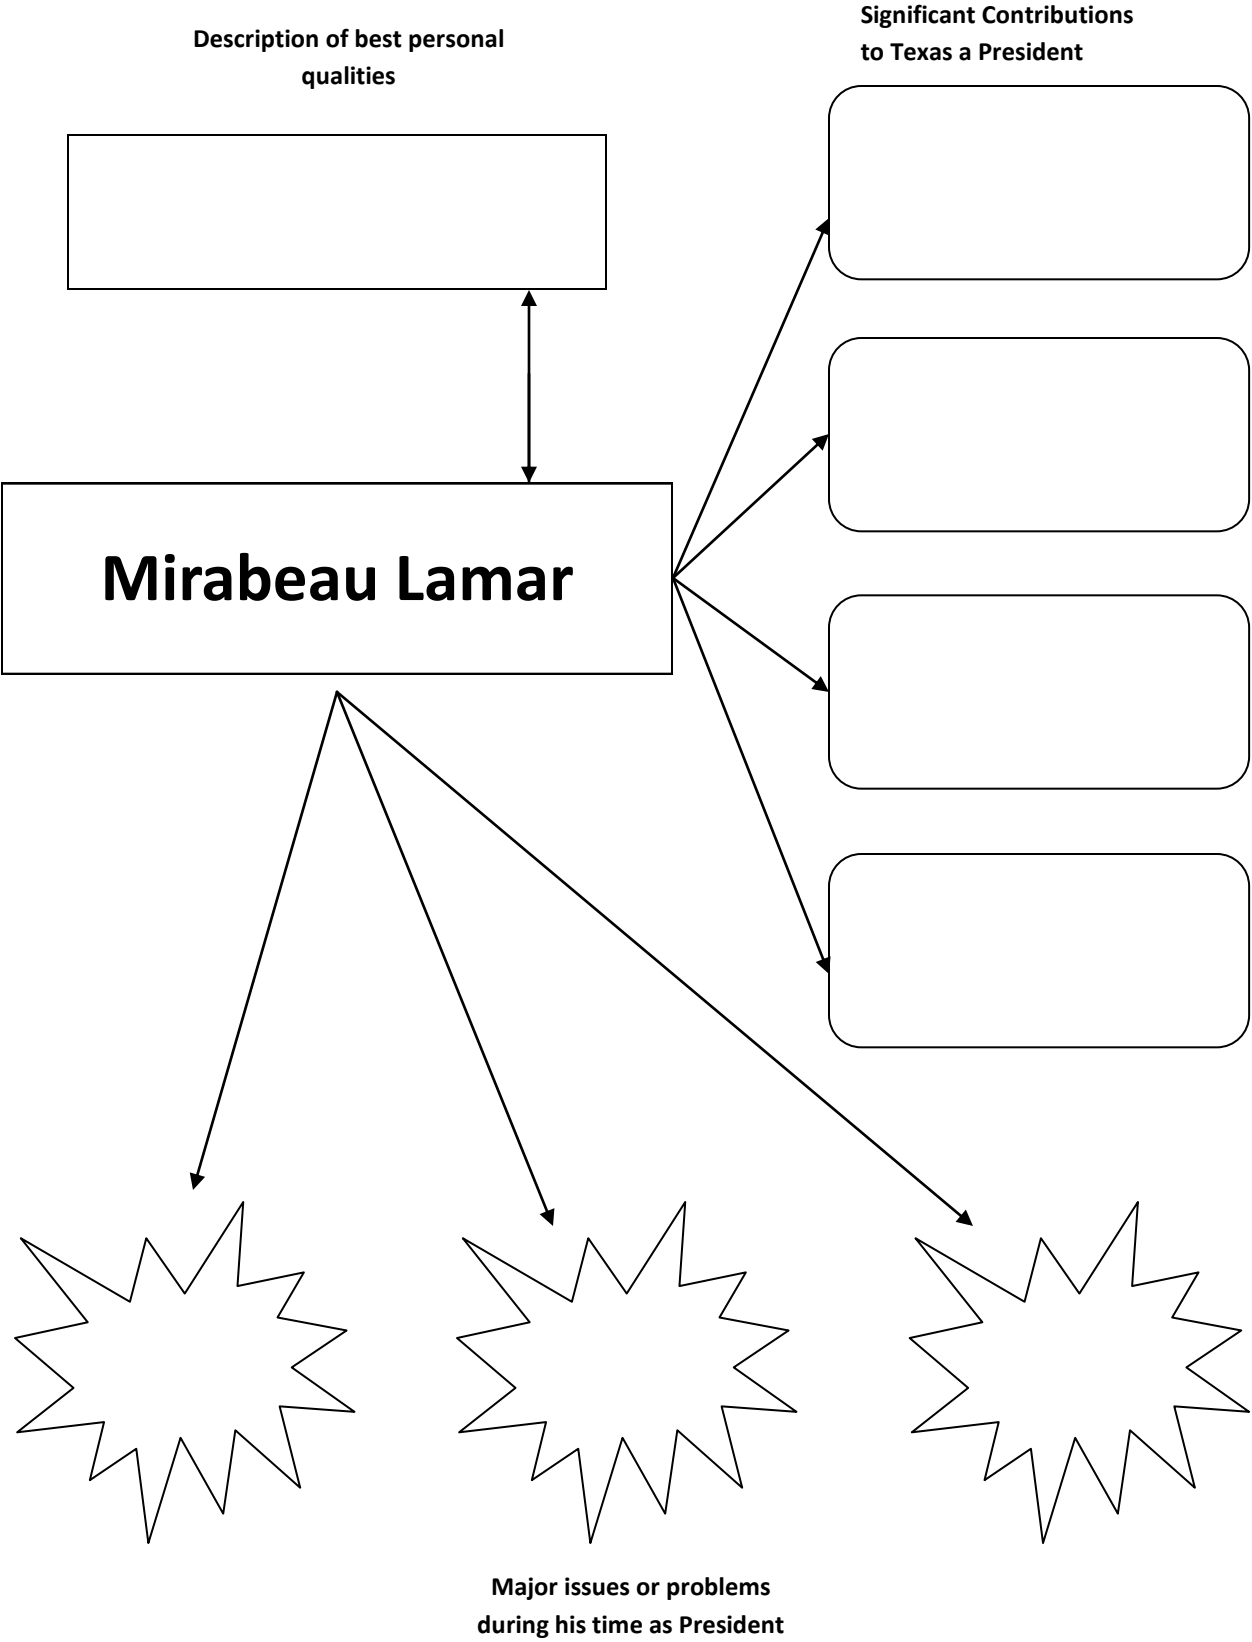 Description of best personal
qualities
Significant Contributions
to Texas a President
Mirabeau Lamar
Major issues or problems
during his time as President